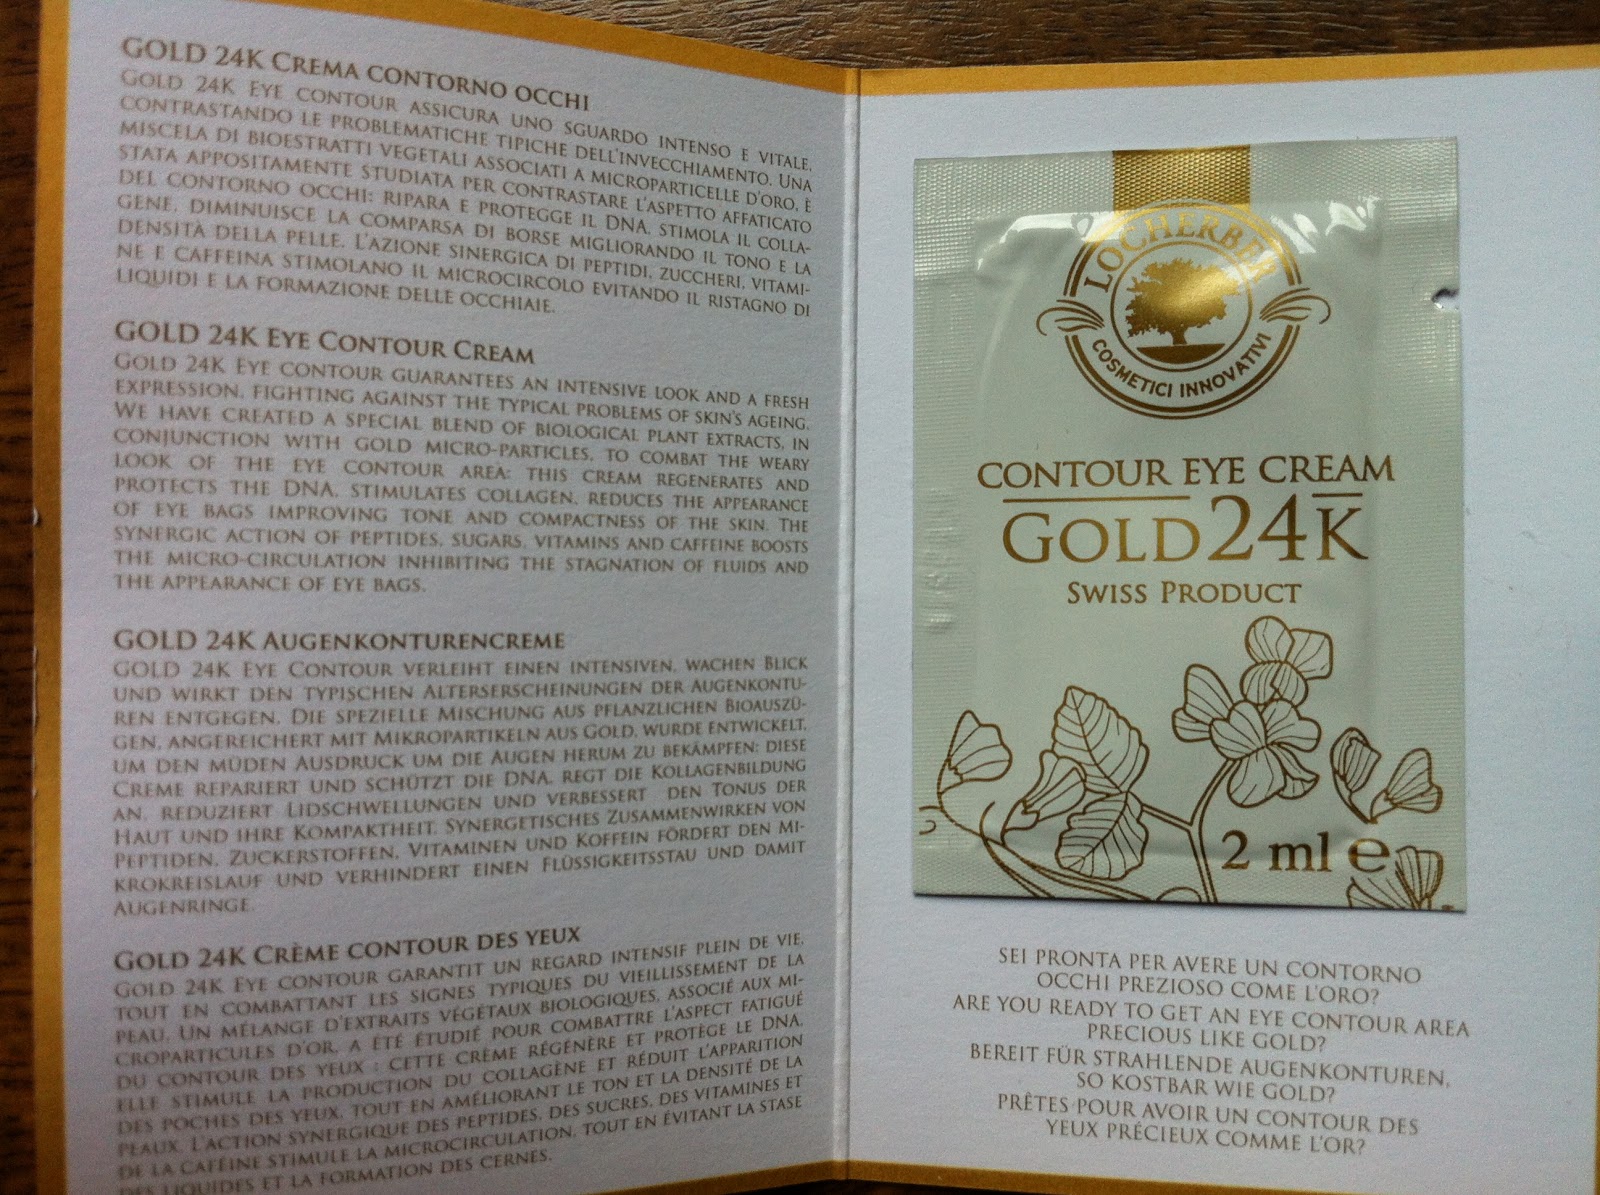 GOLD 24K CREMA CONTORNO OCCHI
GOLD 24K EYE CONTOUR ASSICURA UNO SGUARDO INTENSO E VITALE,
CONTRASTANDO LE PROBLEMATICHE TIPICHE DELL'INVECCHIAMENTO. UNA
MISCELA DI BIOESTRATTI VEGETALI ASSOCIATI A MICROPARTICELLE D'ORO, È
STATA APPOSITAMENTE STUDIATA PER CONTRASTARE L'ASPETTO AFFATICATO
DEL CONTORNO OCCHI: RIPARA E PROTEGGE IL DNA, STIMOLA IL COLLA-
GENE, DIMINUISCE LA COMPARSA DI BORSE MIGLIORANDO IL TONO E LA
DENSITÀ DELLA PELLE. L'AZIONE SINERGICA DI PEPTIDI, ZUCCHERI, VITAMI-
NE E CAFFEINA STIMOLANO IL MICROCIRCOLO EVITANDO IL RISTAGNO DI
LIQUIDI E LA FORMAZIONE DELLE OCCHIAIE.
GOLD 24K EYE CONTOUR CREAM
GOLD 24K EYE CONTOUR GUARANTEES AN INTENSIVE LOOK AND A FRESH
EXPRESSION, FIGHTING AGAINST THE TYPICAL PROBLEMS OF SKIN'S AGEING.
WE HAVE CREATED A SPECIAL BLEND OF BIOLOGICAL PLANT EXTRACTS, IN
CONJUNCTION WITH GOLD MICRO-PARTICLES, TO COMBAT THE WEARY
LOOK OF THE EYE CONTOUR AREA: THIS CREAM REGENERATES AND
PROTECTS THE DNA, STIMULATES COLLAGEN, REDUCES THE APPEARANCE
OF EYE BAGS IMPROVING TONE AND COMPACTNESS OF THE SKIN. THE
SYNERGIC ACTION OF PEPTIDES, SUGARS, VITAMINS AND CAFFEINE BOOSTS
THE MICRO-CIRCULATION INHIBITING THE STAGNATION OF FLUIDS AND
THE APPEARANCE OF EYE BAGS.
GOLD 24K AUGENKONTURENCREME
GOLD 24K EYE CONTOUR VERLEIHT EINEN INTENSIVEN, WACHEN BLICK
UND WIRKT DEN TYPISCHEN ALTERSERSCHEINUNGEN DER AUGENKONTU-
REN ENTGEGEN. DIE SPEZIELLE MISCHUNG AUS PFLANZLICHEN BIOAUSZÜ-
GEN, ANGEREICHERT MIT MIKROPARTIKELN AUS GOLD, WURDE ENTWICKELT,
UM DEN MÜDEN AUSDRUCK UM DIE AUGEN HERUM ZU BEKÄMPFEN: DIESE
CREME REPARIERT UND SCHÜTZT DIE DNA, REGT DIE KOLLAGENBILDUNG
AN, REDUZIERT LIDSCHWELLUNGEN UND VERBESSERT DEN TONUS DER
HAUT UND IHRE KOMPAKTHEIT. SYNERGETISCHES ZUSAMMENWIRKEN VON
PEPTIDEN, ZUCKERSTOFFEN, VITAMINEN UND KOFFEIN FÖRDERT DEN MI-
KROKREISLAUF UND VERHINDERT EINEN FLÜSSIGKEITSSTAU UND DAMIT
AUGENRINGE.
GOLD 24K CRÈME CONTOUR DES YEUX
GOLD 24K EYE CONTOUR GARANTIT UN REGARD INTENSIF PLEIN DE VIE,
TOUT EN COMBATTANT LES SIGNES TYPIQUES DU VIEILLISSEMENT DE LA
PEAU. UN MÉLANGE D'EXTRAITS VÉGÉTAUX BIOLOGIQUES, ASSOCIÉ AUX MI-
CROPARTICULES D'OR, A ÉTÉ ÉTUDIÉ POUR COMBATTRE L'ASPECT FATIGUÉ
DU CONTOUR DES YEUX : CETTE CRÈME RÉGÉNÈRE ET PROTÈGE LE DNA,
ELLE STIMULE LA PRODUCTION DU COLLAGÈNE ET RÉDUIT L'APPARITION
DES POCHES DES YEUX, TOUT EN AMÉLIORANT LE TON ET LA DENSITÉ DE LA
PEAUX. L'ACTION SYNERGIQUE DES PEPTIDES, DES SUCRES, DES VITAMINES ET
DE LA CAFÉINE STIMULE LA MICROCIRCULATION, TOUT EN ÉVITANT LA STASE
DES LIQUIDES ET LA FORMATION DES CERNES.
LOCHERBER
COSMETICI INNOVATIVI
CONTOUR EYE CREAM
GOLD 24K
SWISS PRODUCT
2 ml e
SEI PRONTA PER AVERE UN CONTORNO
OCCHI PREZIOSO COME L'ORO?
ARE YOU READY TO GET AN EYE CONTOUR AREA
PRECIOUS LIKE GOLD?
BEREIT FÜR STRAHLENDE AUGENKONTUREN,
SO KOSTBAR WIE GOLD?
PRÊTES POUR AVOIR UN CONTOUR DES
YEUX PRÉCIEUX COMME L'OR?